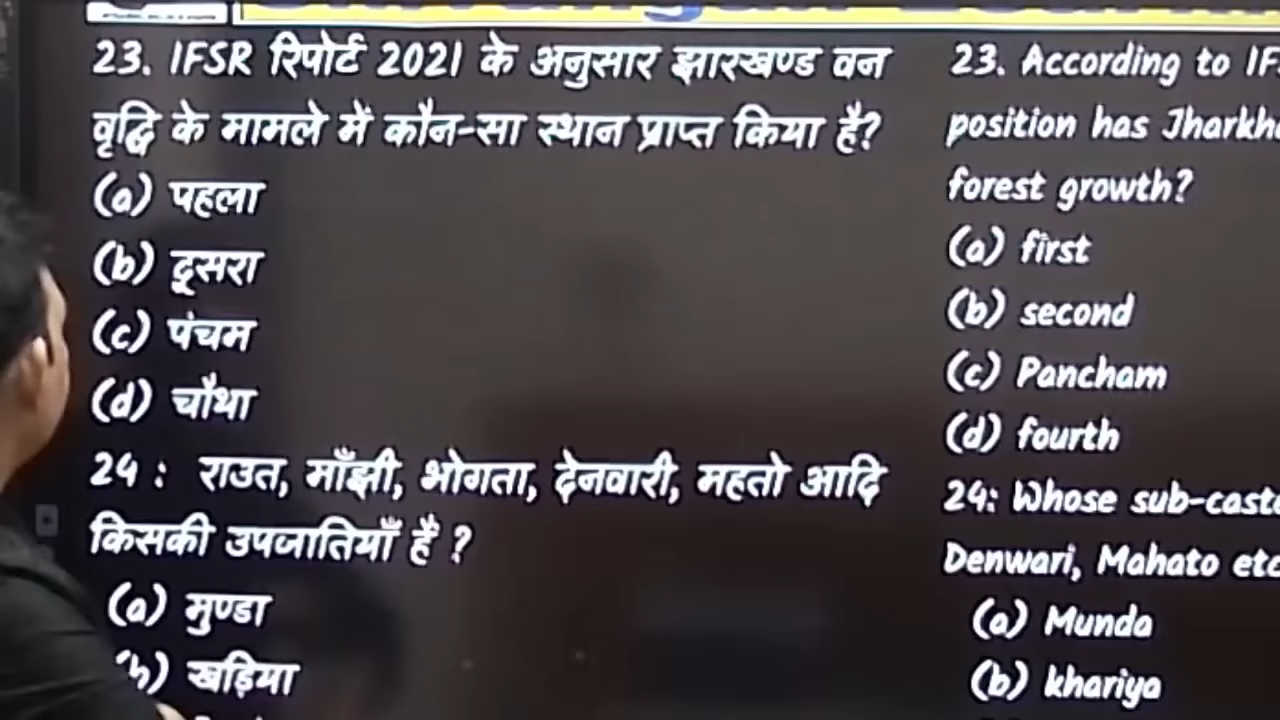 23. IFSR रिपोर्ट 2021 के अनुसार झारखण्ड वन
वृद्धि के मामले में कौन-सा स्थान प्राप्त किया है?
(a) पहला
(b) दूसरा
(c) पंचम
(d) चौथा
24 : राउत, माँझी, भोगता, देनवारी, महतो आदि
किसकी उपजातियाँ हैं ?
(a) मुण्डा
(b) खड़िया
23. According to
position has
forest growth?
(a) first
(b) second
(c) Pancham
(d) fourth
24: Whose
Denwari, Mahato etc
(a) Munda
(b) khariya